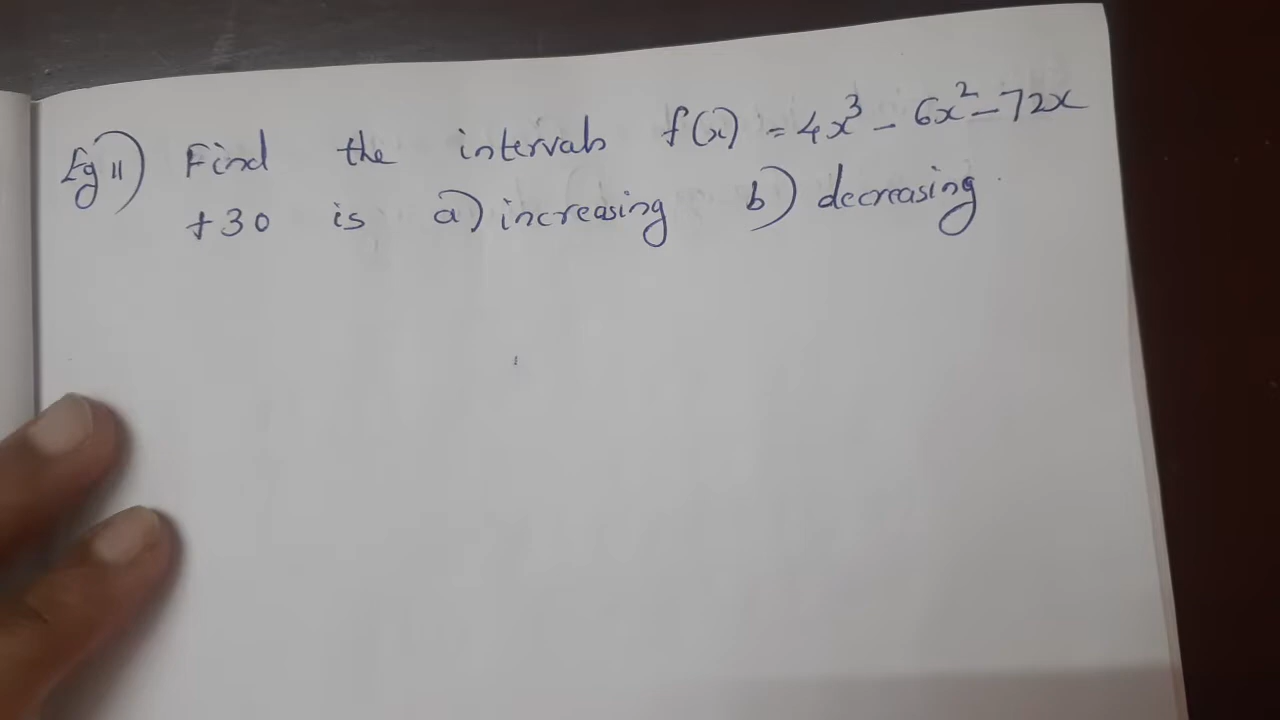 Eg 11) Find the intervals f(x) = 4x³ - 6x² - 72x
+30 is a) increasing b) decreasing.